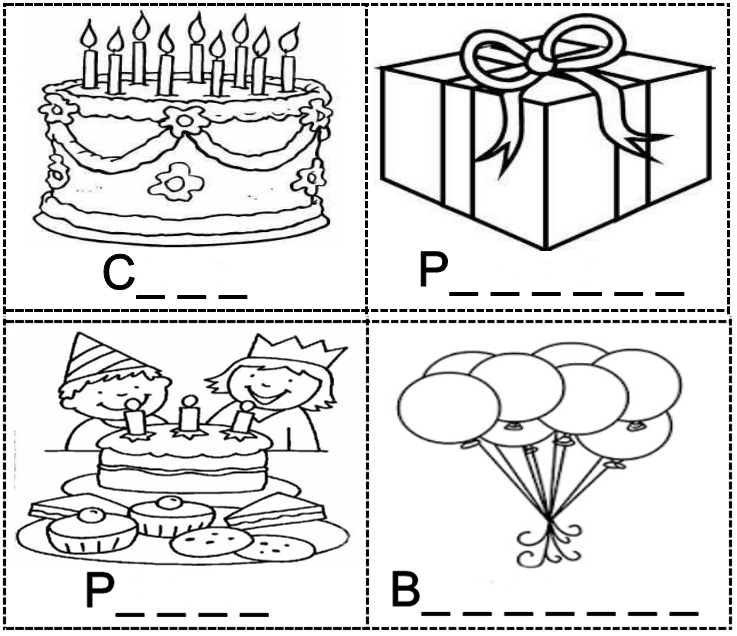 C_ _ _
P_ _ _ _ _ _
P_ _ _ _
B_ _ _ _ _ _ _